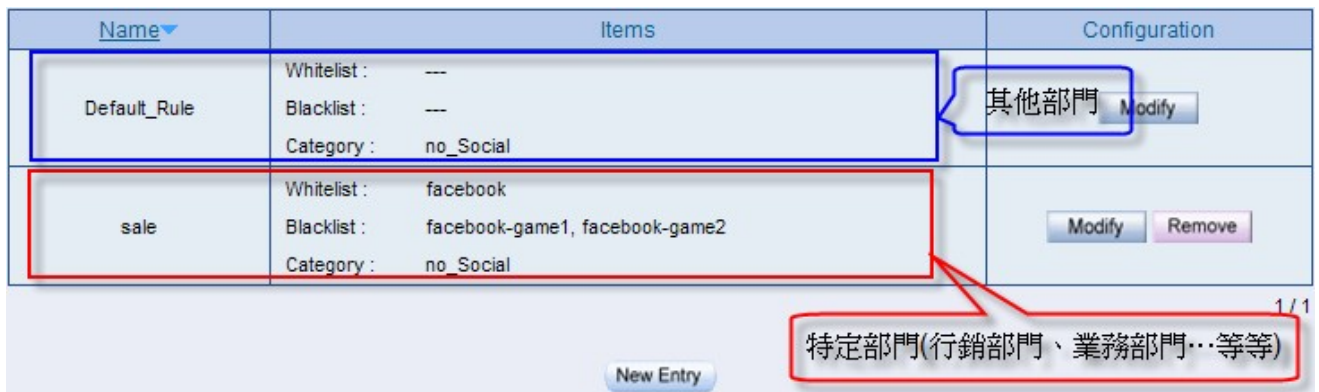 Name Items Configuration
Whitelist : ---
Default_Rule Blacklist : --- 其他部門 Modify
Category : no_Social
Whitelist : facebook
sale Blacklist : facebook-game1, facebook-game2 Modify Remove
Category : no_Social
1 / 1
特定部門(行銷部門、業務部門…等等)
New Entry